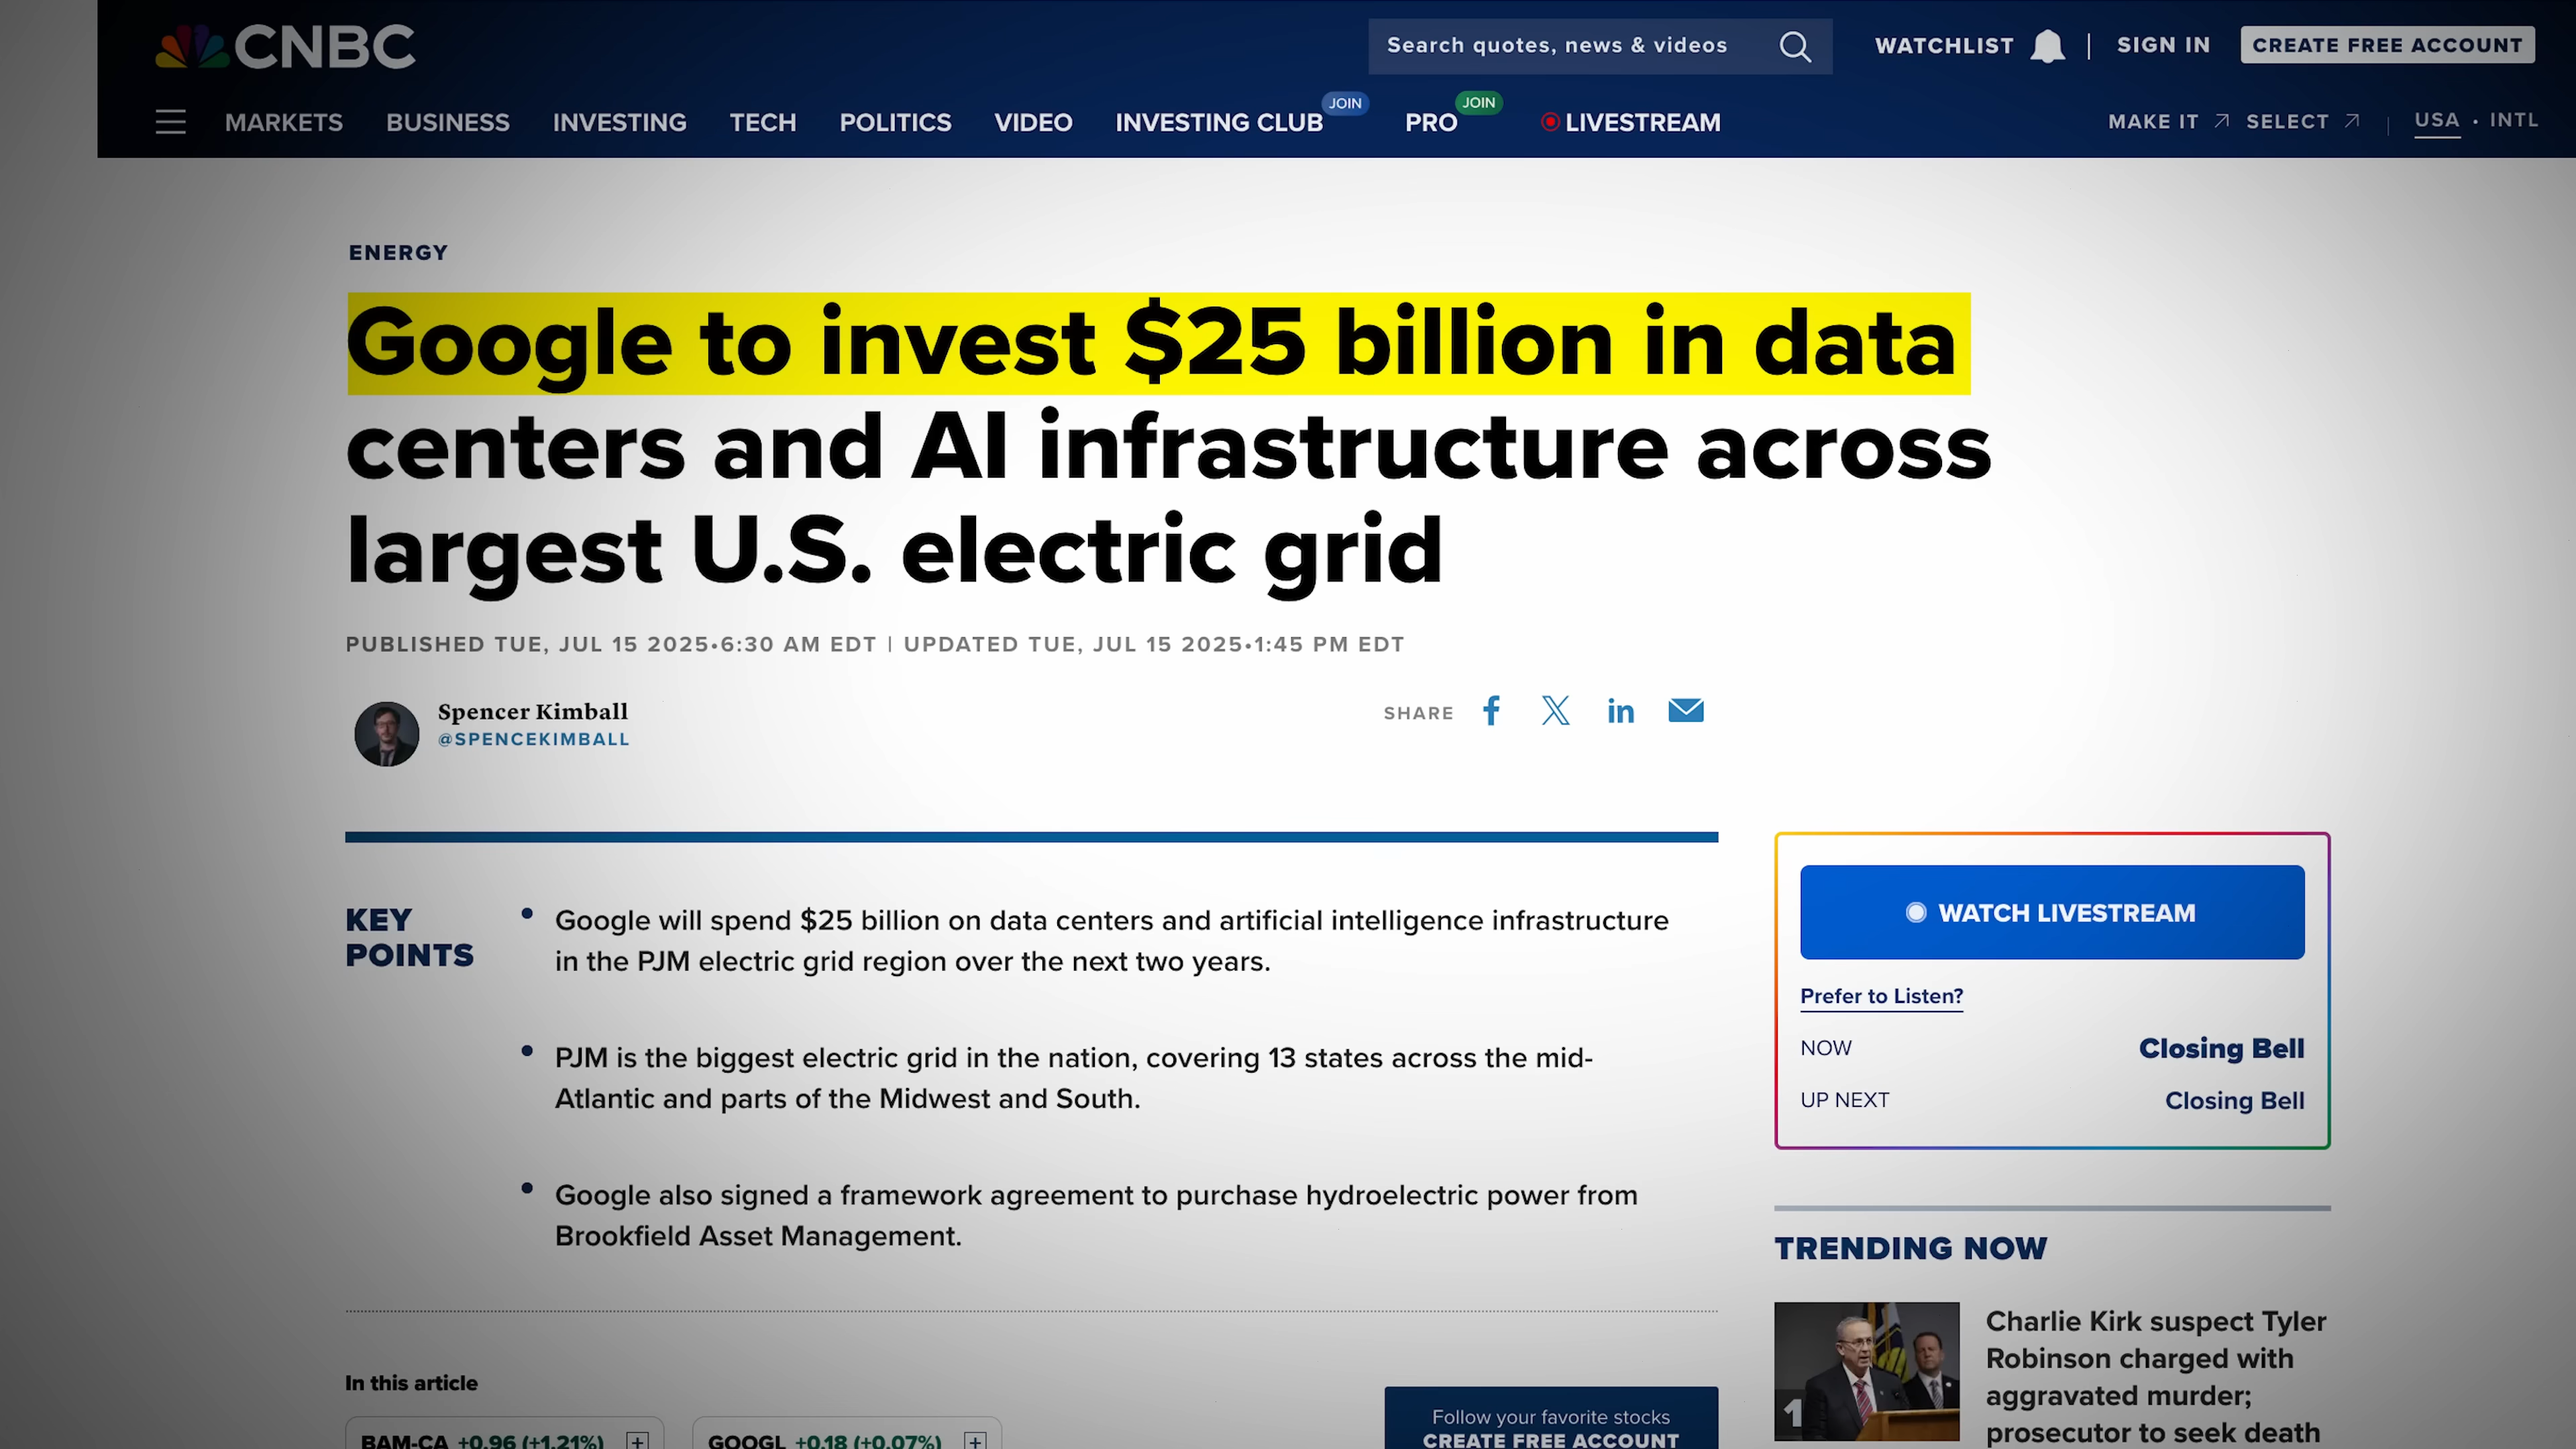 CNBC
Search quotes, news & videos
WATCHLIST
SIGN IN
CREATE FREE ACCOUNT
MARKETS
BUSINESS
INVESTING
TECH
POLITICS
VIDEO
INVESTING CLUB
JOIN
PRO
JOIN
LIVESTREAM
MAKE IT
SELECT
USA • INTL
ENERGY
Google to invest $25 billion in data
centers and AI infrastructure across
largest U.S. electric grid
PUBLISHED TUE, JUL 15 2025•6:30 AM EDT | UPDATED TUE, JUL 15 2025•1:45 PM EDT
Spencer Kimball
@SPENCEKIMBALL
SHARE
KEY
POINTS
• Google will spend $25 billion on data centers and artificial intelligence infrastructure
in the PJM electric grid region over the next two years.
• PJM is the biggest electric grid in the nation, covering 13 states across the mid-
Atlantic and parts of the Midwest and South.
• Google also signed a framework agreement to purchase hydroelectric power from
Brookfield Asset Management.
WATCH LIVESTREAM
Prefer to Listen?
NOW
Closing Bell
UP NEXT
Closing Bell
TRENDING NOW
1
Charlie Kirk suspect Tyler
Robinson charged with
aggravated murder;
prosecutor to seek death
In this article
BAM-CA +0.96 (+1.21%)
GOOGL +0.18 (+0.07%)
Follow your favorite stocks
CREATE FREE ACCOUNT